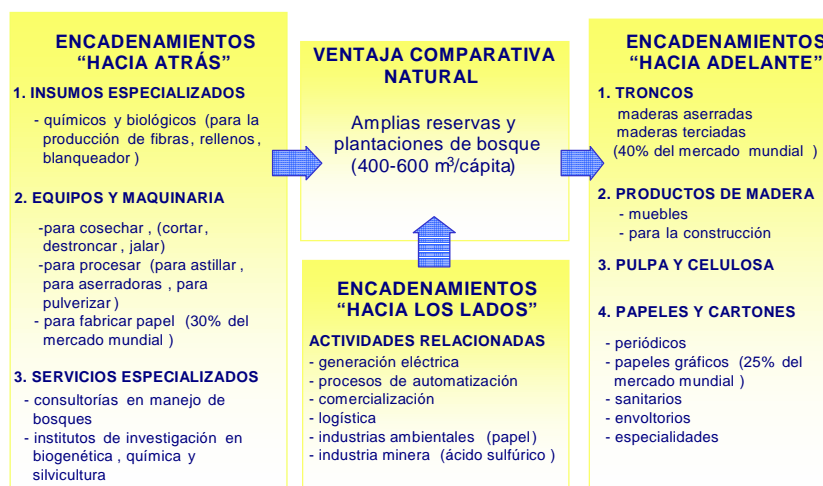 ENCADENAMIENTOS
“HACIA ATRÁS”
1. INSUMOS ESPECIALIZADOS
- químicos y biológicos (para la
producción de fibras, rellenos,
blanqueador )
2. EQUIPOS Y MAQUINARIA
-para cosechar , (cortar,
destroncar, jalar)
-para procesar (para astillar ,
para aserradoras , para
pulverizar )
- para fabricar papel (30% del
mercado mundial )
3. SERVICIOS ESPECIALIZADOS
- consultorías en manejo de
bosques
- institutos de investigación en
biogenética , química y
silvicultura
VENTAJA COMPARATIVA
NATURAL
Amplias reservas y
plantaciones de bosque
(400-600 m³/cápita)
ENCADENAMIENTOS
“HACIA LOS LADOS”
ACTIVIDADES RELACIONADAS
- generación eléctrica
- procesos de automatización
- comercialización
- logística
- industrias ambientales (papel)
- industria minera (ácido sulfúrico )
ENCADENAMIENTOS
“HACIA ADELANTE”
1. TRONCOS
maderas aserradas
maderas terciadas
(40% del mercado mundial )
2. PRODUCTOS DE MADERA
- muebles
- para la construcción
3. PULPA Y CELULOSA
4. PAPELES Y CARTONES
- periódicos
- papeles gráficos (25% del
mercado mundial )
- sanitarios
- envoltorios
- especialidades